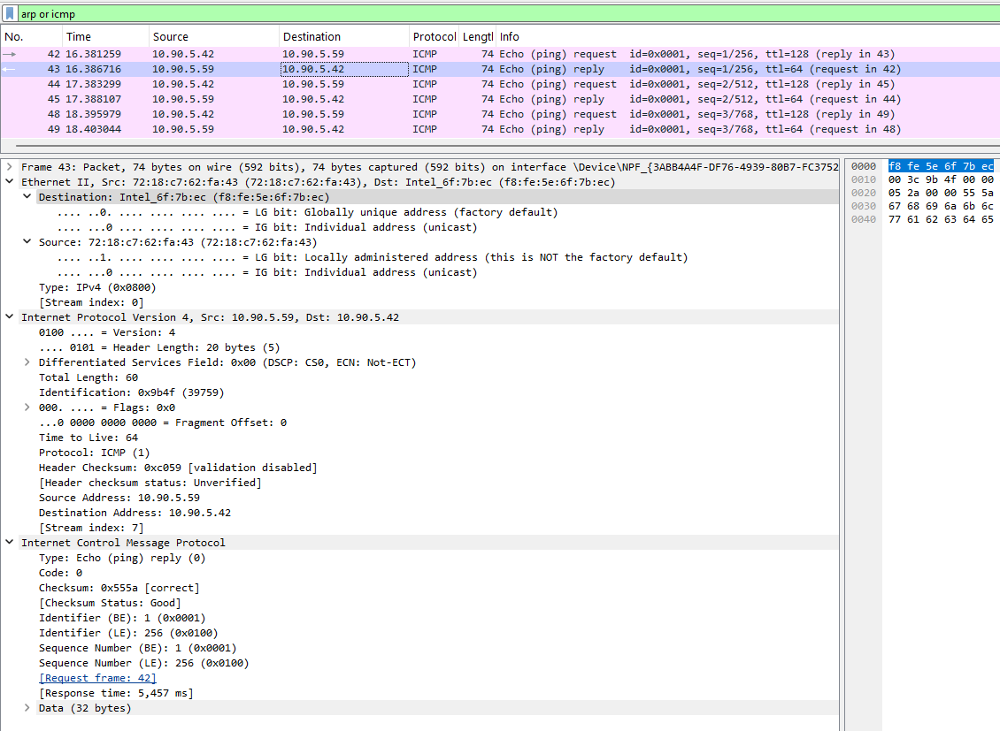 arp or icmp
No. Time Source Destination Protocol Lengtl Info
42 16.381259 10.90.5.42 10.90.5.59 ICMP 74 Echo (ping) request id=0x0001, seq=1/256, ttl=128 (reply in 43)
43 16.386716 10.90.5.59 10.90.5.42 ICMP 74 Echo (ping) reply id=0x0001, seq=1/256, ttl=64 (request in 42)
44 17.383299 10.90.5.42 10.90.5.59 ICMP 74 Echo (ping) request id=0x0001, seq=2/512, ttl=128 (reply in 45)
45 17.388107 10.90.5.59 10.90.5.42 ICMP 74 Echo (ping) reply id=0x0001, seq=2/512, ttl=64 (request in 44)
48 18.395979 10.90.5.42 10.90.5.59 ICMP 74 Echo (ping) request id=0x0001, seq=3/768, ttl=128 (reply in 49)
49 18.403044 10.90.5.59 10.90.5.42 ICMP 74 Echo (ping) reply id=0x0001, seq=3/768, ttl=64 (request in 48)
Frame 43: Packet, 74 bytes on wire (592 bits), 74 bytes captured (592 bits) on interface \Device\NPF_{3ABB4A4F-DF76-4939-80B7-FC3752
Ethernet II, Src: 72:18:c7:62:fa:43 (72:18:c7:62:fa:43), Dst: Intel_6f:7b:ec (f8:fe:5e:6f:7b:ec)
Destination: Intel_6f:7b:ec (f8:fe:5e:6f:7b:ec)
.... ..0. .... .... .... .... = LG bit: Globally unique address (factory default)
.... ...0 .... .... .... .... = IG bit: Individual address (unicast)
Source: 72:18:c7:62:fa:43 (72:18:c7:62:fa:43)
.... ..1. .... .... .... .... = LG bit: Locally administered address (this is NOT the factory default)
.... ...0 .... .... .... .... = IG bit: Individual address (unicast)
Type: IPv4 (0x0800)
[Stream index: 0]
Internet Protocol Version 4, Src: 10.90.5.59, Dst: 10.90.5.42
0100 .... = Version: 4
.... 0101 = Header Length: 20 bytes (5)
Differentiated Services Field: 0x00 (DSCP: CS0, ECN: Not-ECT)
Total Length: 60
Identification: 0x9b4f (39759)
000. .... = Flags: 0x0
...0 0000 0000 0000 = Fragment Offset: 0
Time to Live: 64
Protocol: ICMP (1)
Header Checksum: 0xc059 [validation disabled]
[Header checksum status: Unverified]
Source Address: 10.90.5.59
Destination Address: 10.90.5.42
[Stream index: 7]
Internet Control Message Protocol
Type: Echo (ping) reply (0)
Code: 0
Checksum: 0x555a [correct]
[Checksum Status: Good]
Identifier (BE): 1 (0x0001)
Identifier (LE): 256 (0x0100)
Sequence Number (BE): 1 (0x0001)
Sequence Number (LE): 256 (0x0100)
[Request frame: 42]
[Response time: 5,457 ms]
Data (32 bytes)
0000 f8 fe 5e 6f 7b ec
0010 00 3c 9b 4f 00 00
0020 05 2a 00 00 55 5a
0030 67 68 69 6a 6b 6c
0040 77 61 62 63 64 65